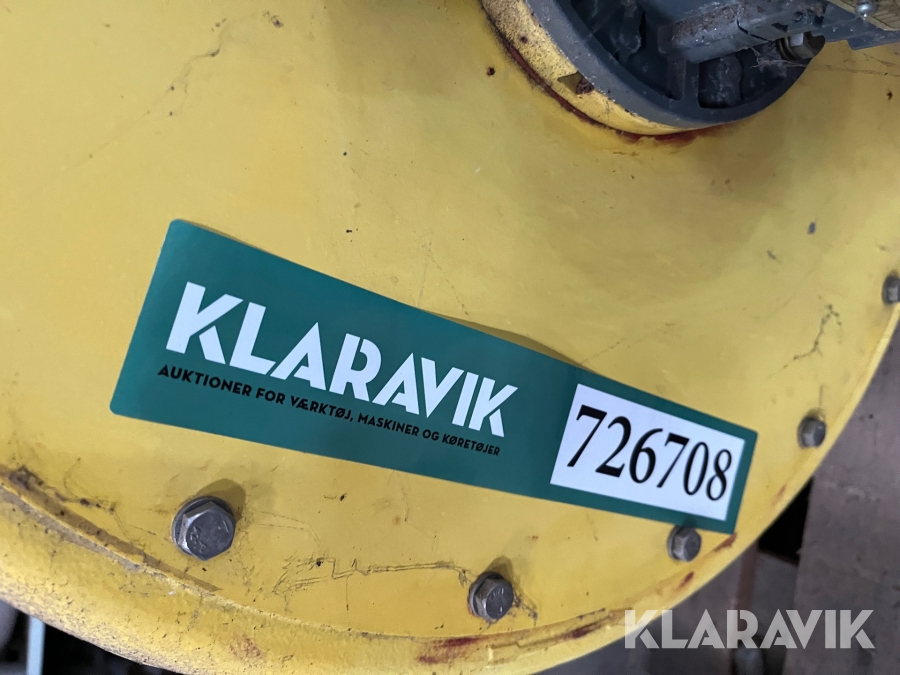 KLARAVIK
AUKTIONER FOR VÆRKTØJ, MASKINER OG KØRETØJER
726708
KLARAVIK